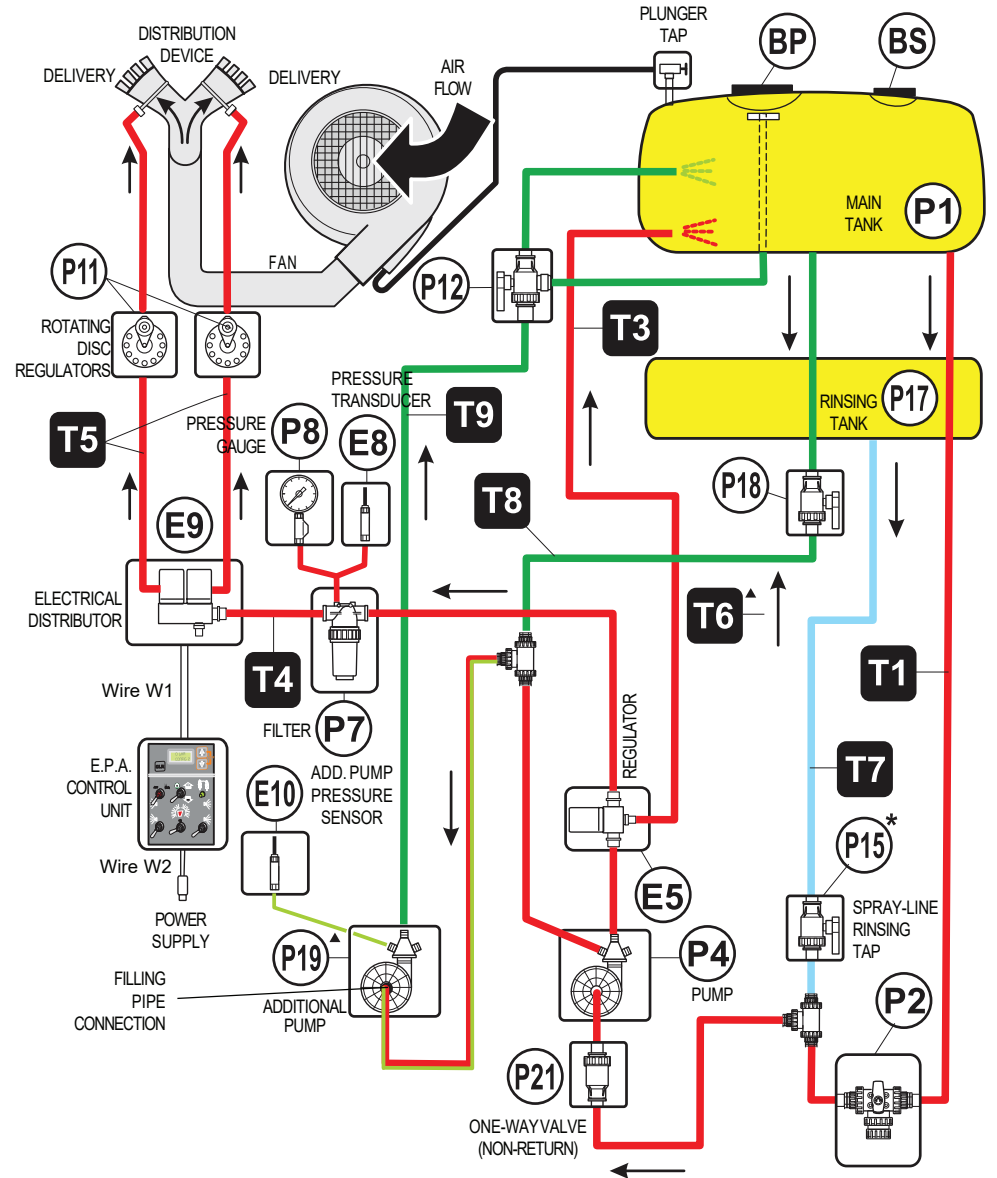 PLUNGER
TAP
BP
BS
DISTRIBUTION
DEVICE
DELIVERY
DELIVERY
AIR
FLOW
MAIN
TANK
P1
FAN
P11
P12
T3
ROTATING
DISC
REGULATORS
PRESSURE
TRANSDUCER
T9
RINSING
TANK
P17
T5
PRESSURE
GAUGE
P8
E8
P18
T8
E9
ELECTRICAL
DISTRIBUTOR
T6▲
T1
T4
Wire W1
FILTER
P7
REGULATOR
T7
E.P.A.
CONTROL
UNIT
ADD. PUMP
PRESSURE
SENSOR
E10
P15*
Wire W2
E5
SPRAY-LINE
RINSING
TAP
POWER
SUPPLY
P19▲
P4
PUMP
FILLING
PIPE
CONNECTION
ADDITIONAL
PUMP
P2
P21
ONE-WAY VALVE
(NON-RETURN)